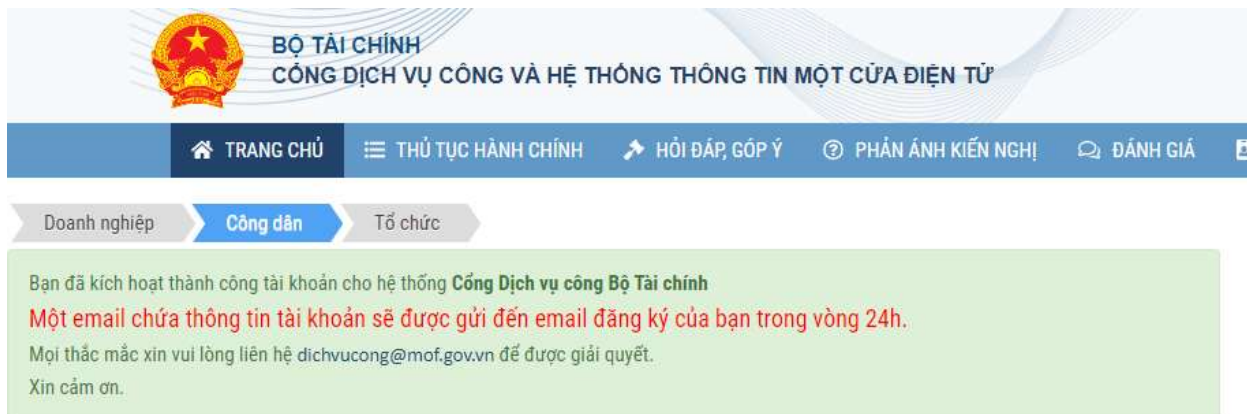 BỘ TÀI CHÍNH
CỔNG DỊCH VỤ CÔNG VÀ HỆ THỐNG THÔNG TIN MỘT CỬA ĐIỆN TỬ
TRANG CHỦ THỦ TỤC HÀNH CHÍNH HỎI ĐÁP, GÓP Ý PHẢN ÁNH KIẾN NGHỊ ĐÁNH GIÁ
Doanh nghiệp Công dân Tổ chức
Bạn đã kích hoạt thành công tài khoản cho hệ thống Cổng Dịch vụ công Bộ Tài chính
Một email chứa thông tin tài khoản sẽ được gửi đến email đăng ký của bạn trong vòng 24h.
Mọi thắc mắc xin vui lòng liên hệ dichvucong@mof.gov.vn để được giải quyết.
Xin cảm ơn.